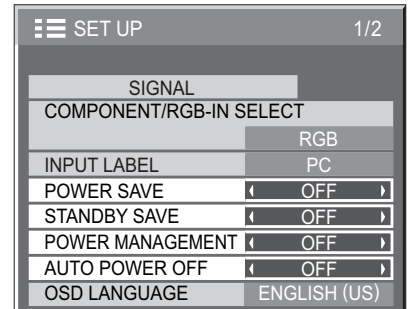 SET UP 1/2
SIGNAL
COMPONENT/RGB-IN SELECT
RGB
INPUT LABEL PC
POWER SAVE OFF
STANDBY SAVE OFF
POWER MANAGEMENT OFF
AUTO POWER OFF OFF
OSD LANGUAGE ENGLISH (US)